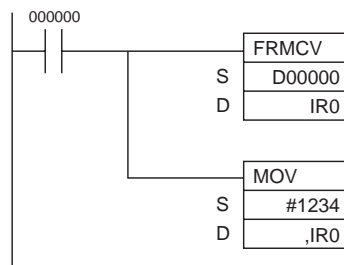 000000
FRMCV
S D00000
D IR0
MOV
S #1234
D ,IR0